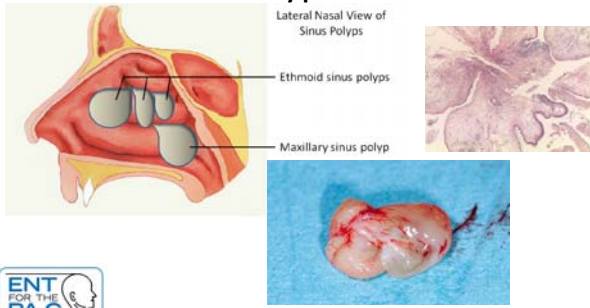 Lateral Nasal View of
Sinus Polyps
Ethmoid sinus polyps
Maxillary sinus polyp
ENT
FOR THE